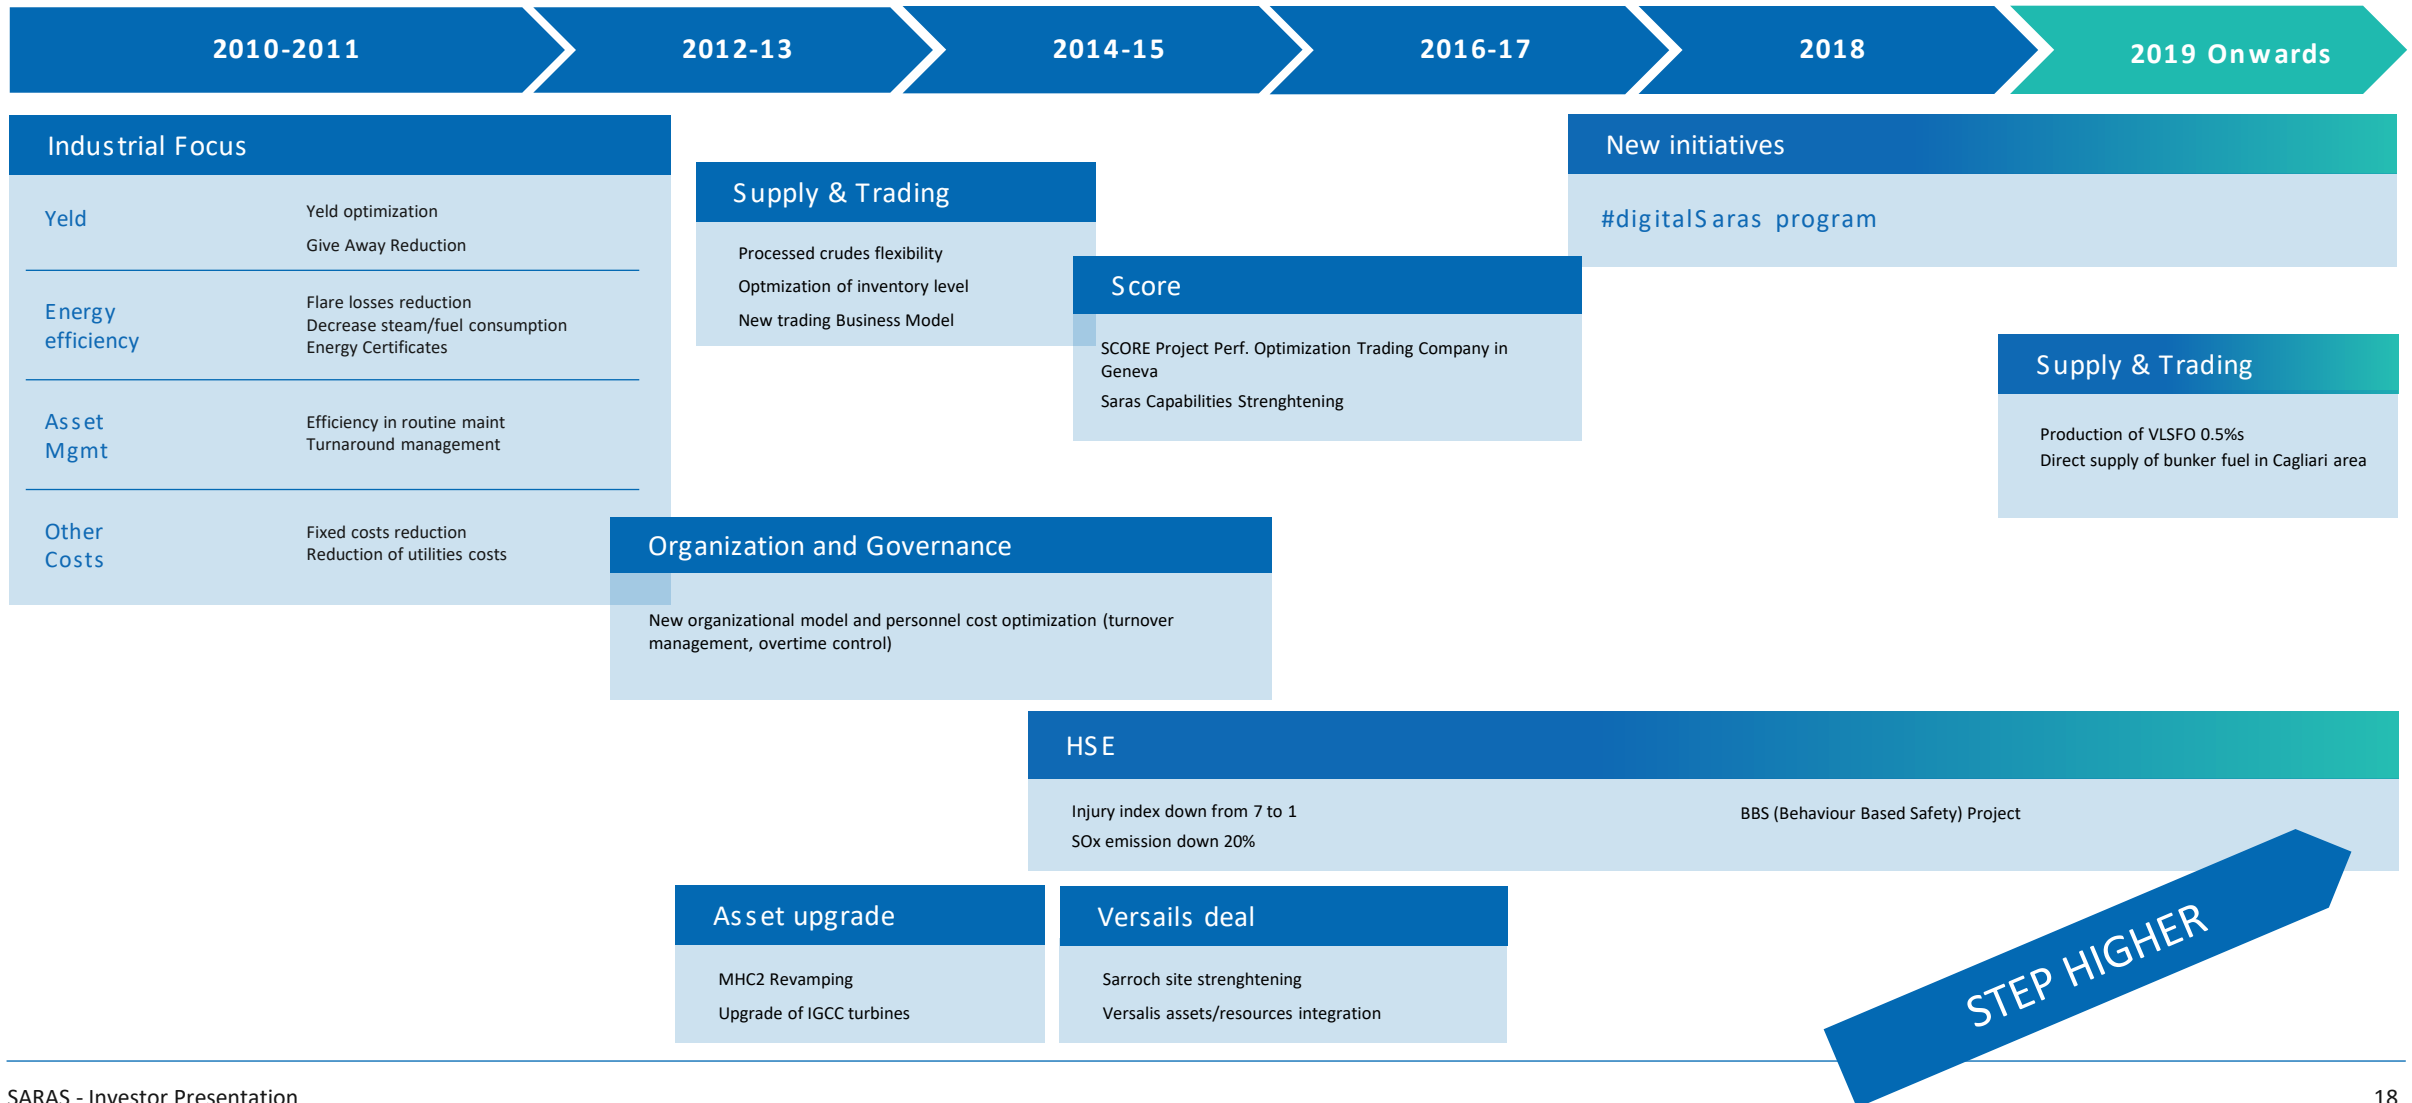 2010-2011
2012-13
2014-15
2016-17
2018
2019 Onwards
Industrial Focus
Yeld
Yeld optimization
Give Away Reduction
Energy
efficiency
Flare losses reduction
Decrease steam/fuel consumption
Energy Certificates
Asset
Mgmt
Efficiency in routine maint
Turnaround management
Other
Costs
Fixed costs reduction
Reduction of utilities costs
Supply & Trading
Processed crudes flexibility
Optmization of inventory level
New trading Business Model
Score
SCORE Project Perf. Optimization Trading Company in
Geneva
Saras Capabilities Strenghtening
New initiatives
#digitalSaras program
Supply & Trading
Production of VLSFO 0.5%s
Direct supply of bunker fuel in Cagliari area
Organization and Governance
New organizational model and personnel cost optimization (turnover
management, overtime control)
HSE
Injury index down from 7 to 1
SOx emission down 20%
BBS (Behaviour Based Safety) Project
Asset upgrade
MHC2 Revamping
Upgrade of IGCC turbines
Versails deal
Sarroch site strenghtening
Versalis assets/resources integration
STEP HIGHER
SARAS - Investor Presentation
18